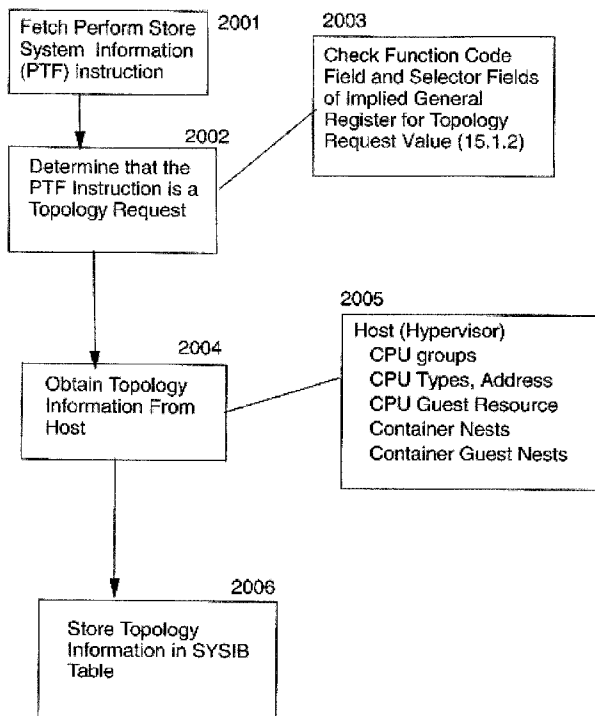 2001
Fetch Perform Store
System Information
(PTF) instruction
2003
Check Function Code
Field and Selector Fields
of Implied General
Register for Topology
Request Value (15.1.2)
2002
Determine that the
PTF Instruction is a
Topology Request
2005
Host (Hypervisor)
CPU groups
CPU Types, Address
CPU Guest Resource
Container Nests
Container Guest Nests
2004
Obtain Topology
Information From
Host
2006
Store Topology
Information in SYSIB
Table